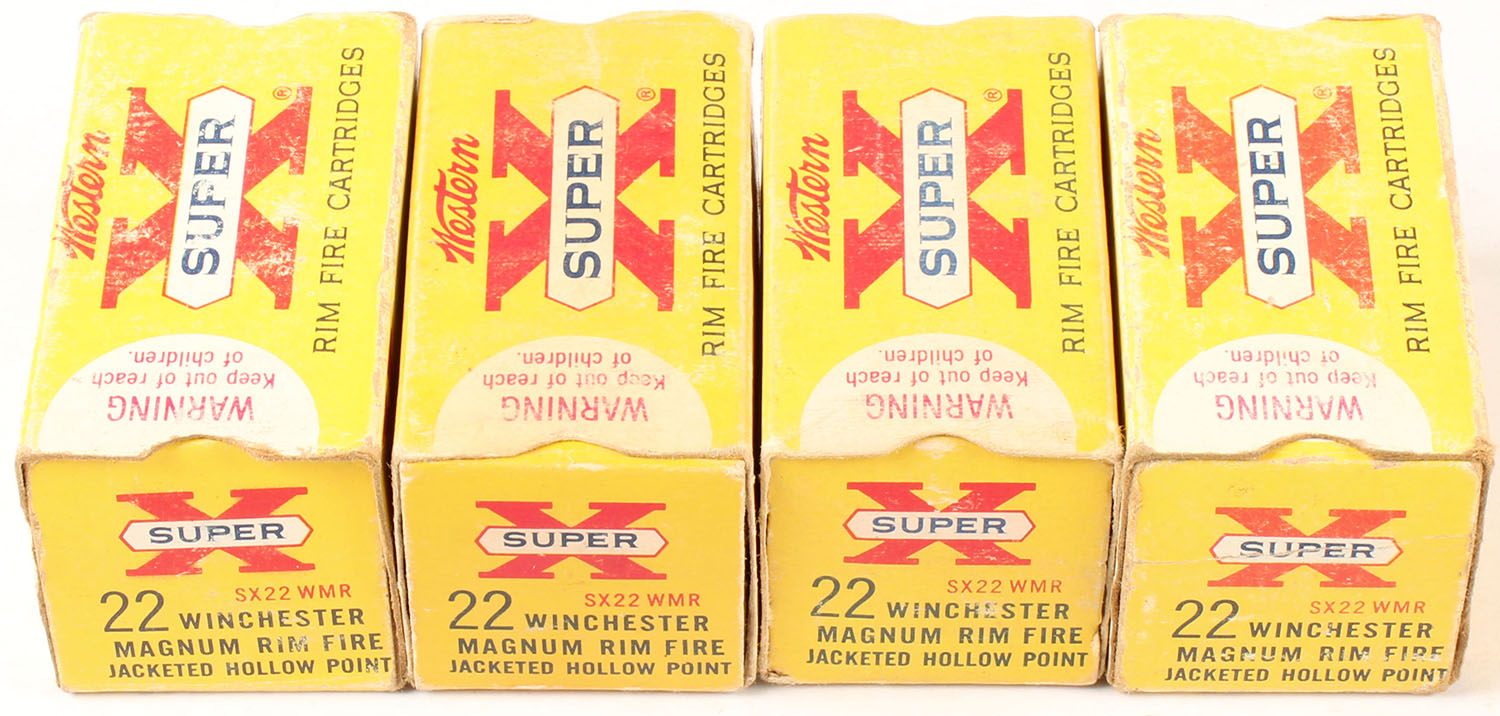 Western
SUPER X ®
RIM FIRE CARTRIDGES
WARNING
Keep out of reach
of children.
SUPER X
SX22 WMR
22 WINCHESTER
MAGNUM RIM FIRE
JACKETED HOLLOW POINT
Western
SUPER X ®
RIM FIRE CARTRIDGES
WARNING
Keep out of reach
of children.
SUPER X
SX22 WMR
22 WINCHESTER
MAGNUM RIM FIRE
JACKETED HOLLOW POINT
Western
SUPER X ®
RIM FIRE CARTRIDGES
WARNING
Keep out of reach
of children.
SUPER X
SX22 WMR
22 WINCHESTER
MAGNUM RIM FIRE
JACKETED HOLLOW POINT
Western
SUPER X ®
RIM FIRE CARTRIDGES
WARNING
Keep out of reach
of children.
SUPER X
SX22 WMR
22 WINCHESTER
MAGNUM RIM FIRE
JACKETED HOLLOW POINT